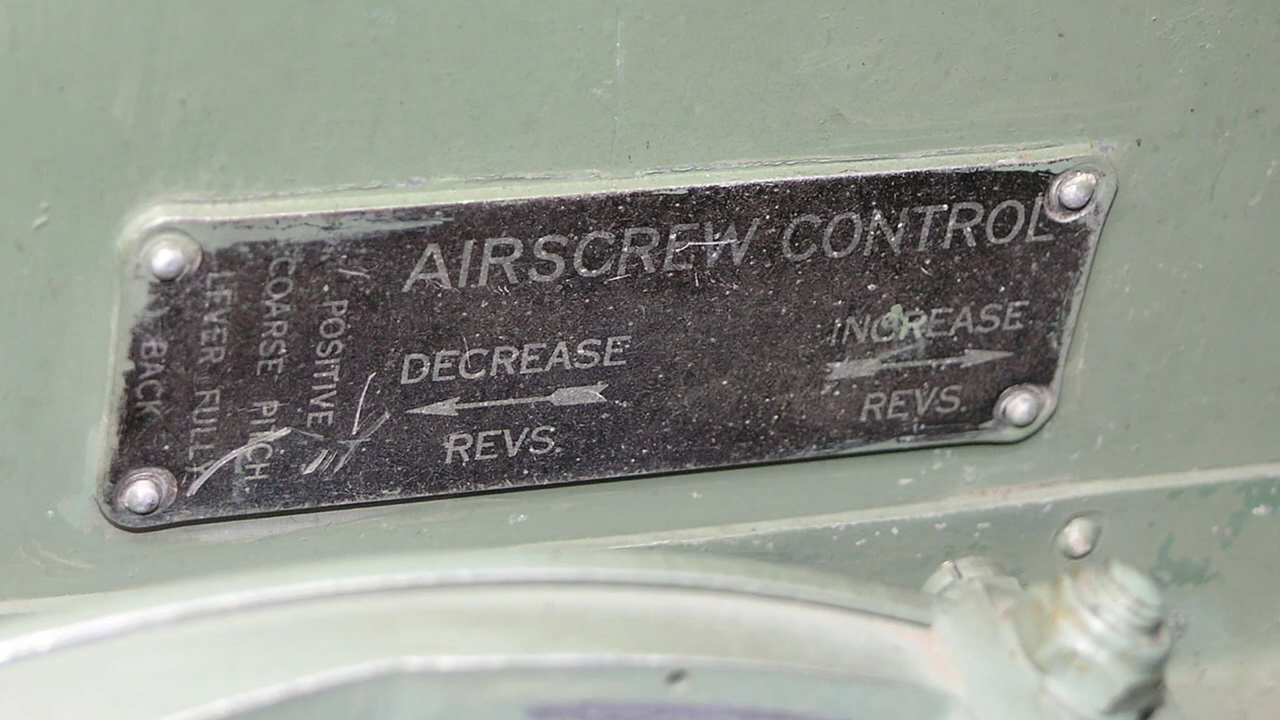 AIRSCREW CONTROL
DECREASE
REVS.
INCREASE
REVS.
POSITIVE
COARSE PITCH.
LEVER FULLY
BACK